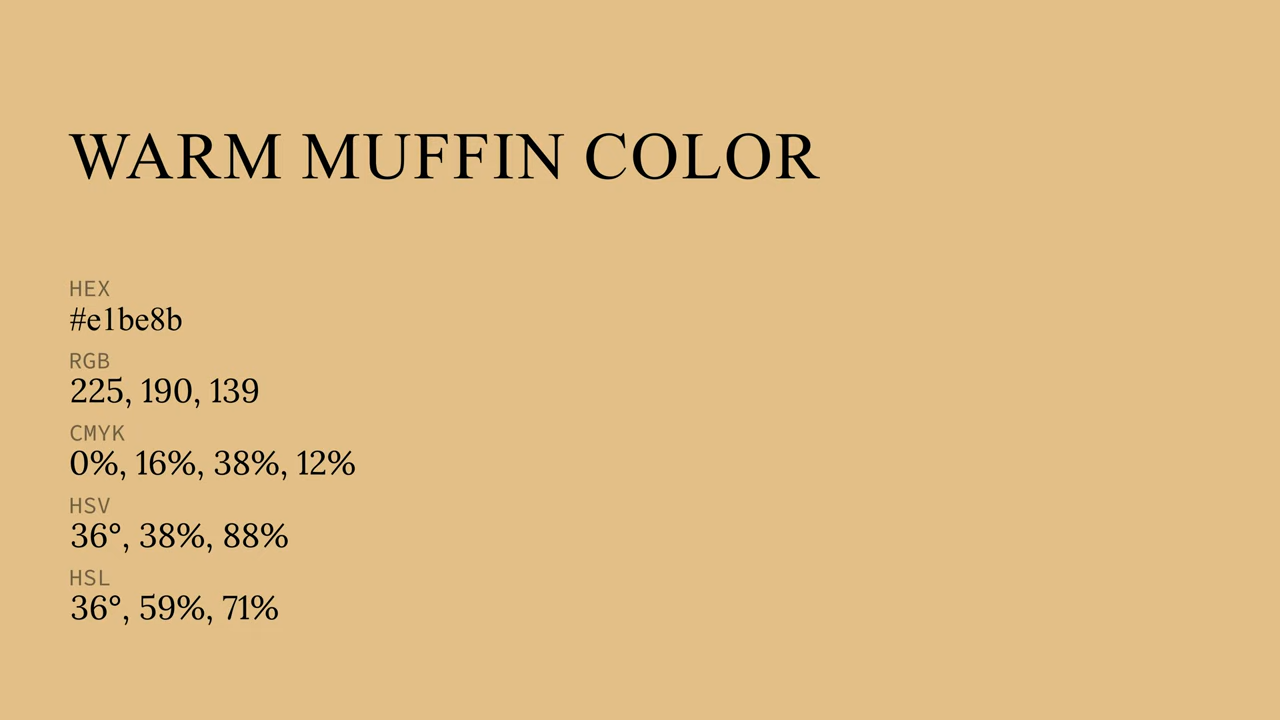 WARM MUFFIN COLOR
HEX
#e1be8b
RGB
225, 190, 139
CMYK
0%, 16%, 38%, 12%
HSV
36°, 38%, 88%
HSL
36°, 59%, 71%